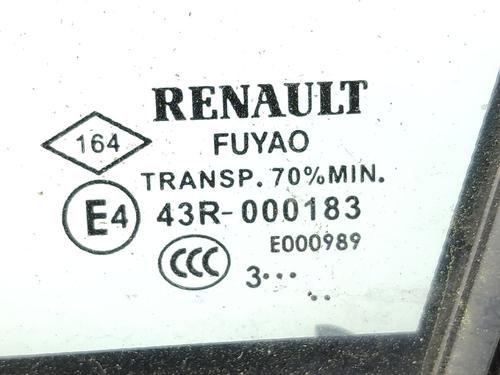 RENAULT
164
FUYAO
TRANSP. 70%MIN.
E4
43R-000183
E000989
CCC
3•••
••